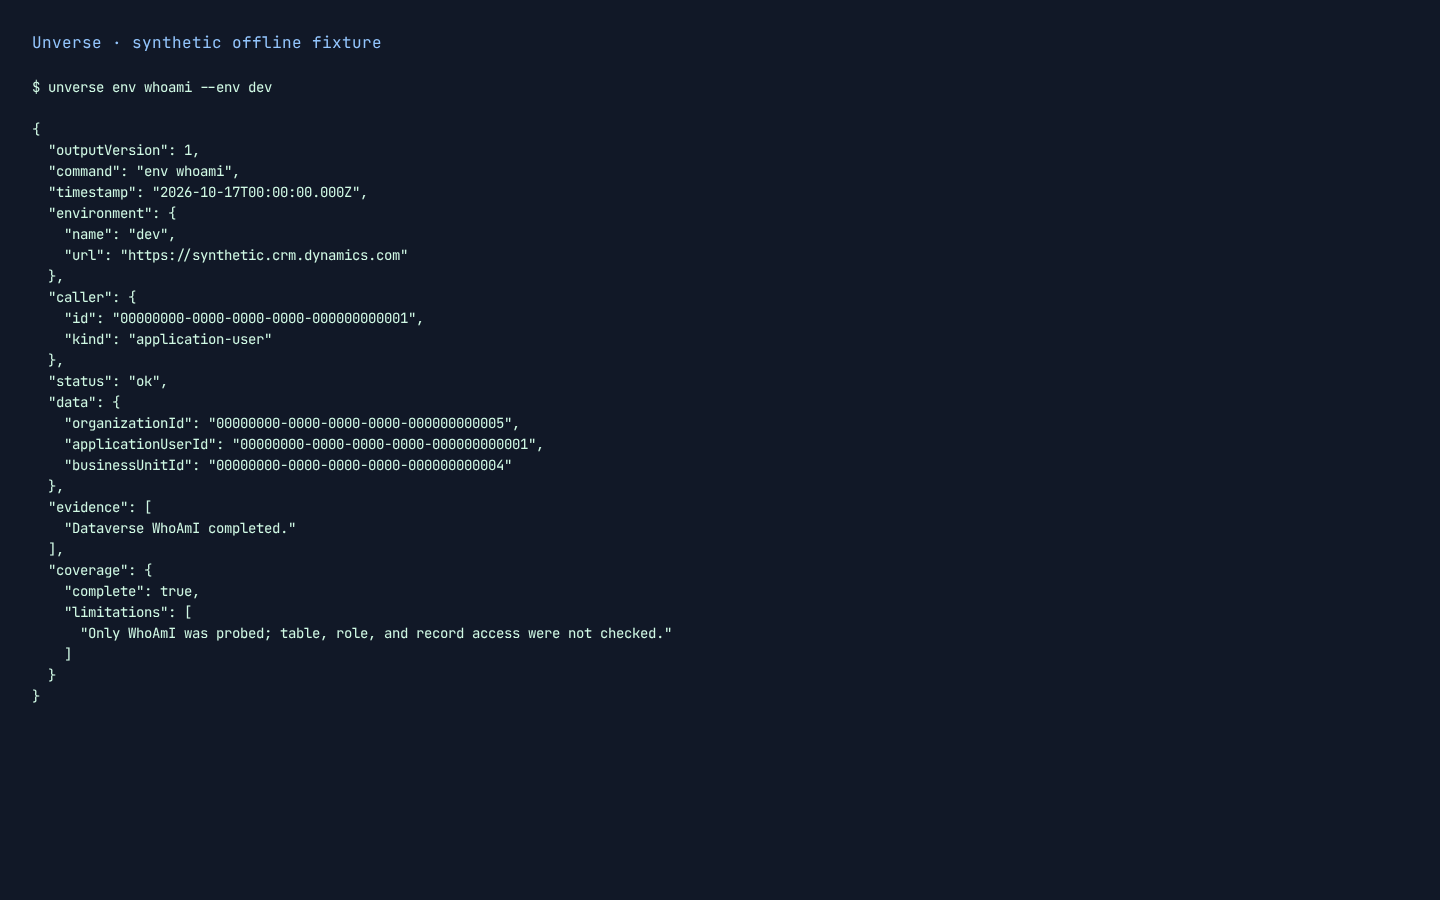 Unverse · synthetic offline fixture
$ unverse env whoami --env dev
{
  "outputVersion": 1,
  "command": "env whoami",
  "timestamp": "2026-10-17T00:00:00.000Z",
  "environment": {
    "name": "dev",
    "url": "https://synthetic.crm.dynamics.com"
  },
  "caller": {
    "id": "00000000-0000-0000-0000-000000000001",
    "kind": "application-user"
  },
  "status": "ok",
  "data": {
    "organizationId": "00000000-0000-0000-0000-000000000005",
    "applicationUserId": "00000000-0000-0000-0000-000000000001",
    "businessUnitId": "00000000-0000-0000-0000-000000000004"
  },
  "evidence": [
    "Dataverse WhoAmI completed."
  ],
  "coverage": {
    "complete": true,
    "limitations": [
      "Only WhoAmI was probed; table, role, and record access were not checked."
    ]
  }
}